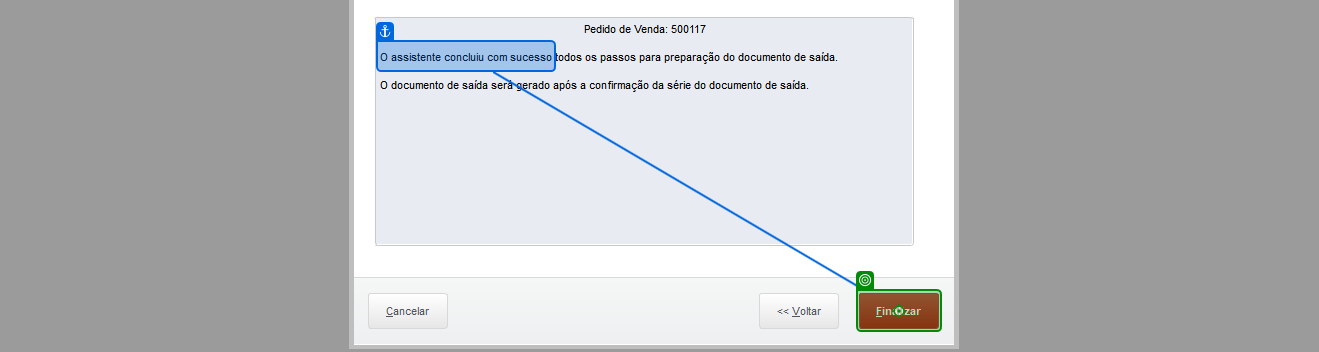 Pedido de Venda: 500117
O assistente concluiu com sucesso todos os passos para preparação do documento de saída.
O documento de saída será gerado após a confirmação da série do documento de saída.
Cancelar
<< Voltar
Finalizar